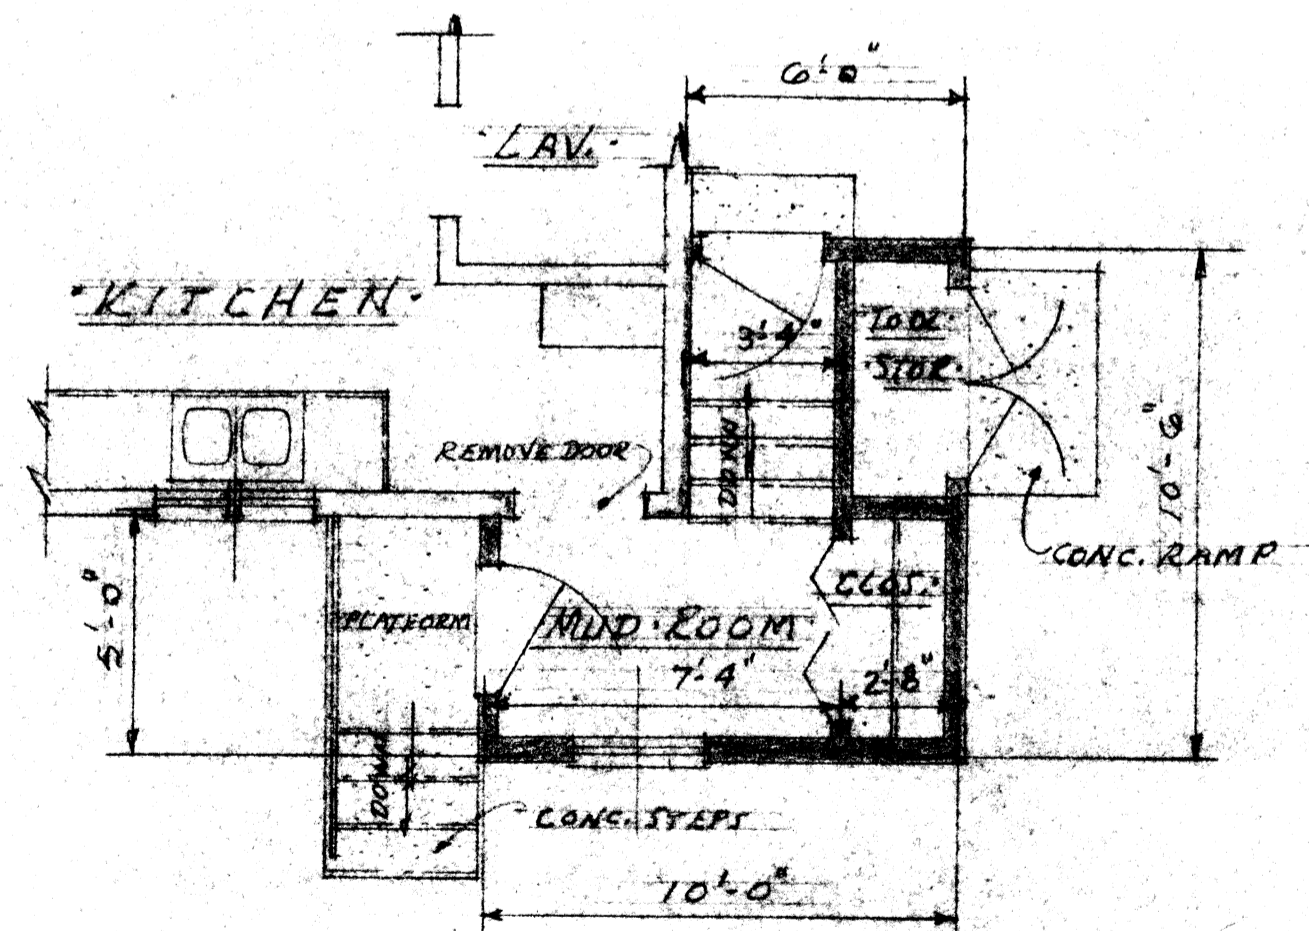 6'-0"
·LAV.·
·KITCHEN·
3'-4"
TOOL·
·STOR·
REMOVE DOOR
DOWN
10'-6"
CONC. RAMP
5'-0"
PLATFORM
CLOS.·
MUD·ROOM
7'-4"
2'-8"
DOWN
CONC. STEPS
10'-0"